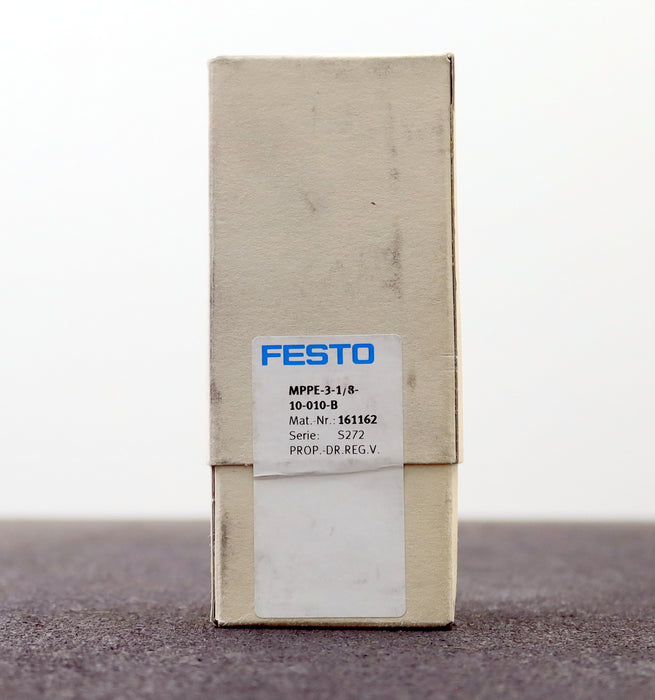 FESTO
MPPE-3-1/8-
10-010-B
Mat.-Nr.: 161162
Serie: S272
PROP.-DR.REG.V.